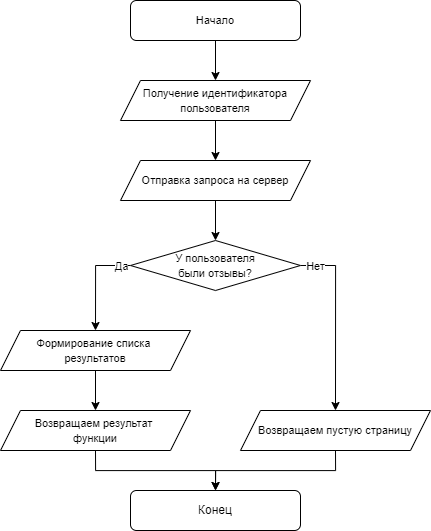 Начало
Получение идентификатора
пользователя
Отправка запроса на сервер
У пользователя
были отзывы?
Да
Нет
Формирование списка
результатов
Возвращаем результат
функции
Возвращаем пустую страницу
Конец